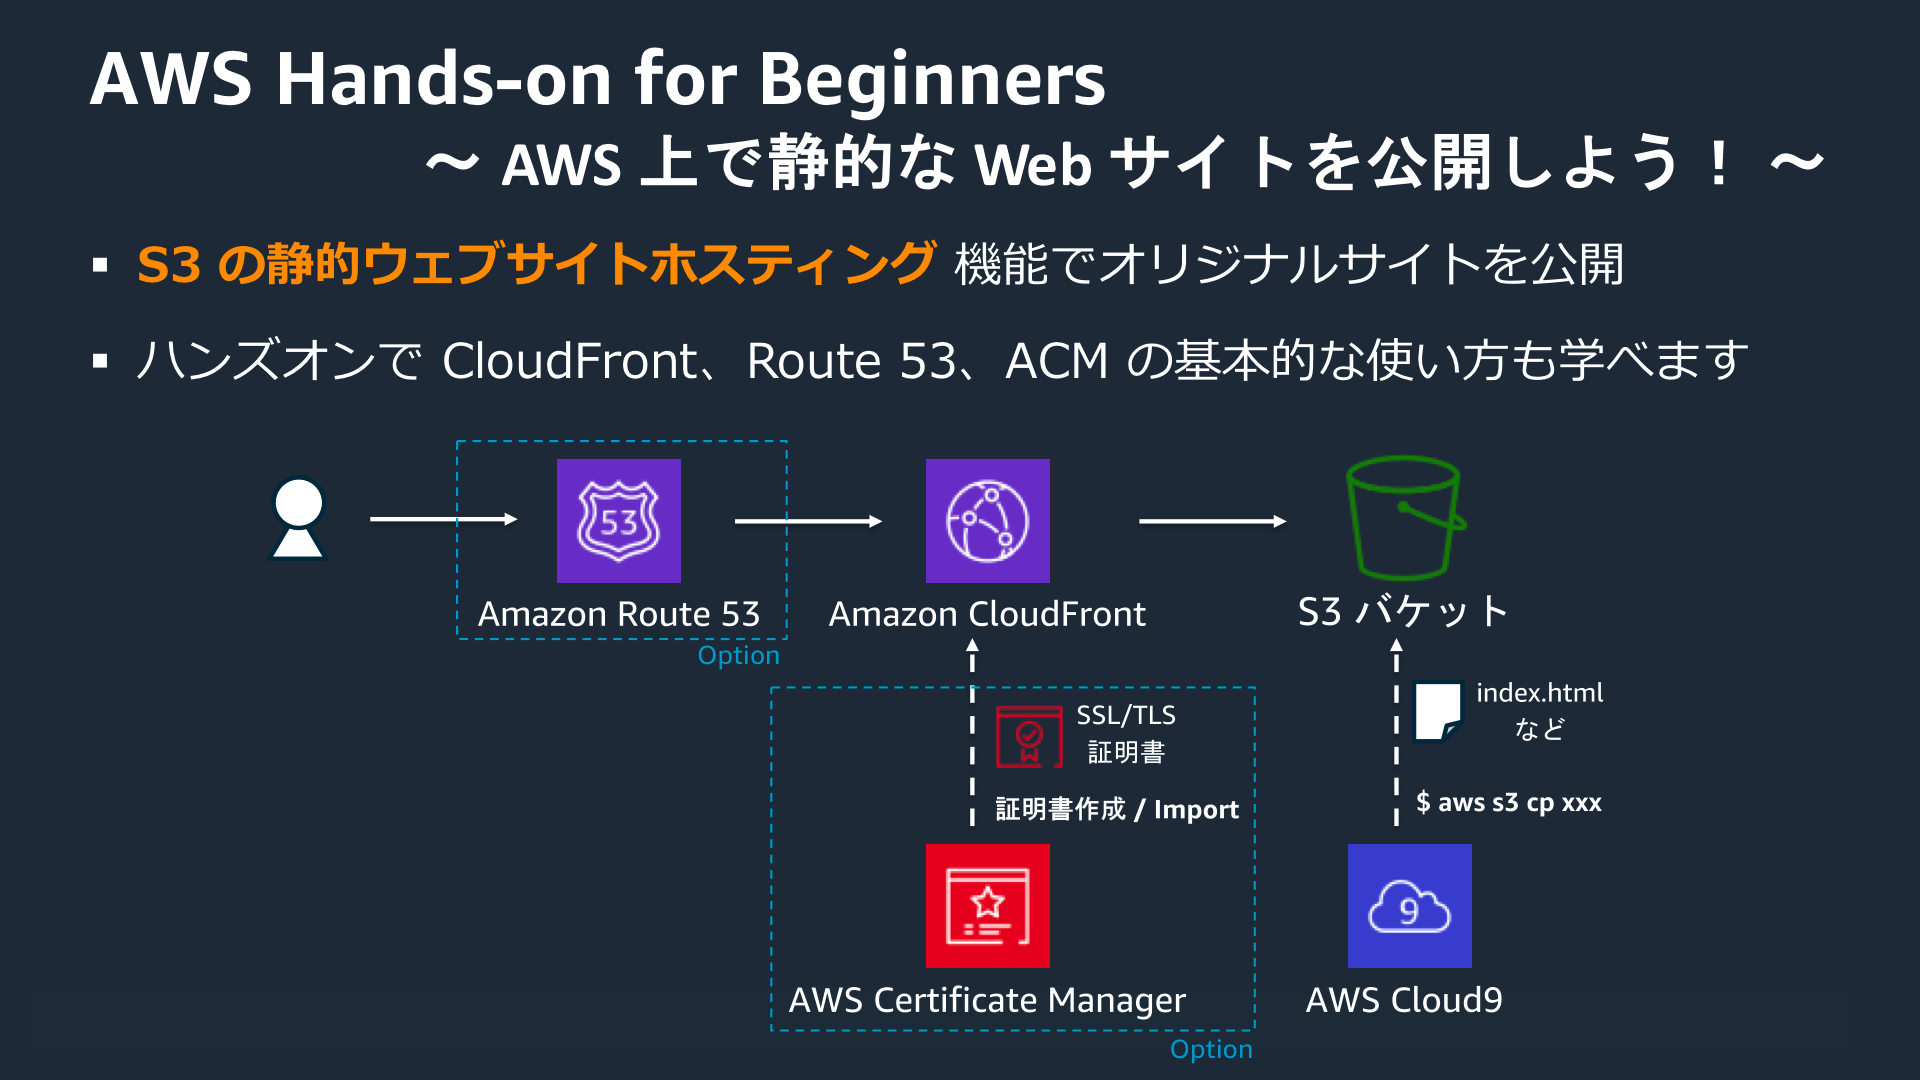 AWS Hands-on for Beginners
～ AWS 上で静的な Web サイトを公開しよう！ ～
▪ S3 の静的ウェブサイトホスティング 機能でオリジナルサイトを公開
▪ ハンズオンで CloudFront、Route 53、ACM の基本的な使い方も学べます
53
Amazon Route 53
Option
Amazon CloudFront
S3 バケット
SSL/TLS
証明書
証明書作成 / Import
index.html
など
$ aws s3 cp xxx
9
AWS Certificate Manager
Option
AWS Cloud9